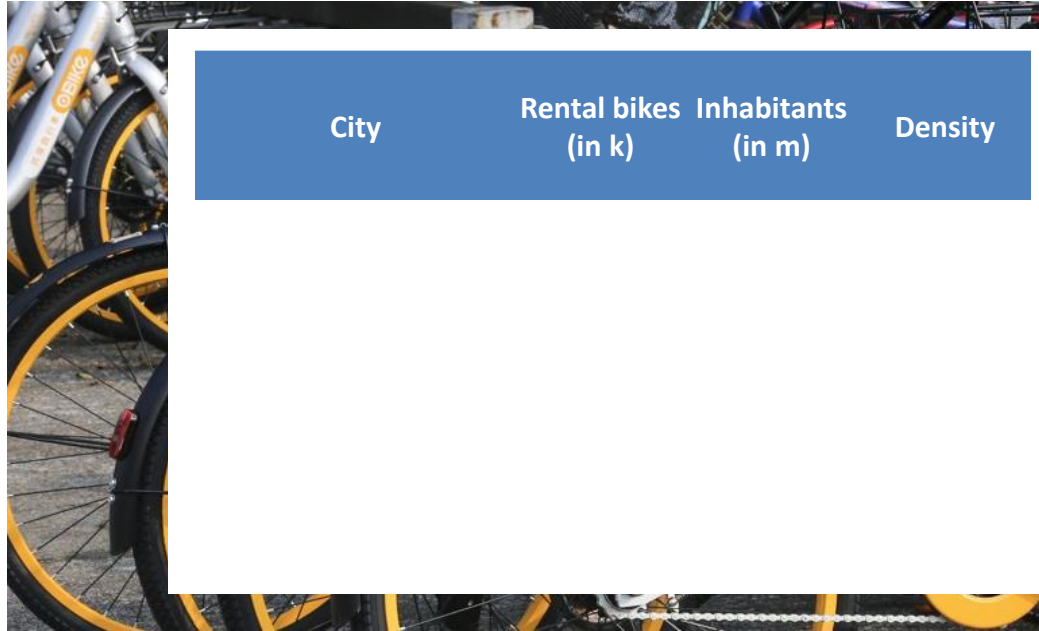 City
Rental bikes
(in k)
Inhabitants
(in m)
Density
OBIKE